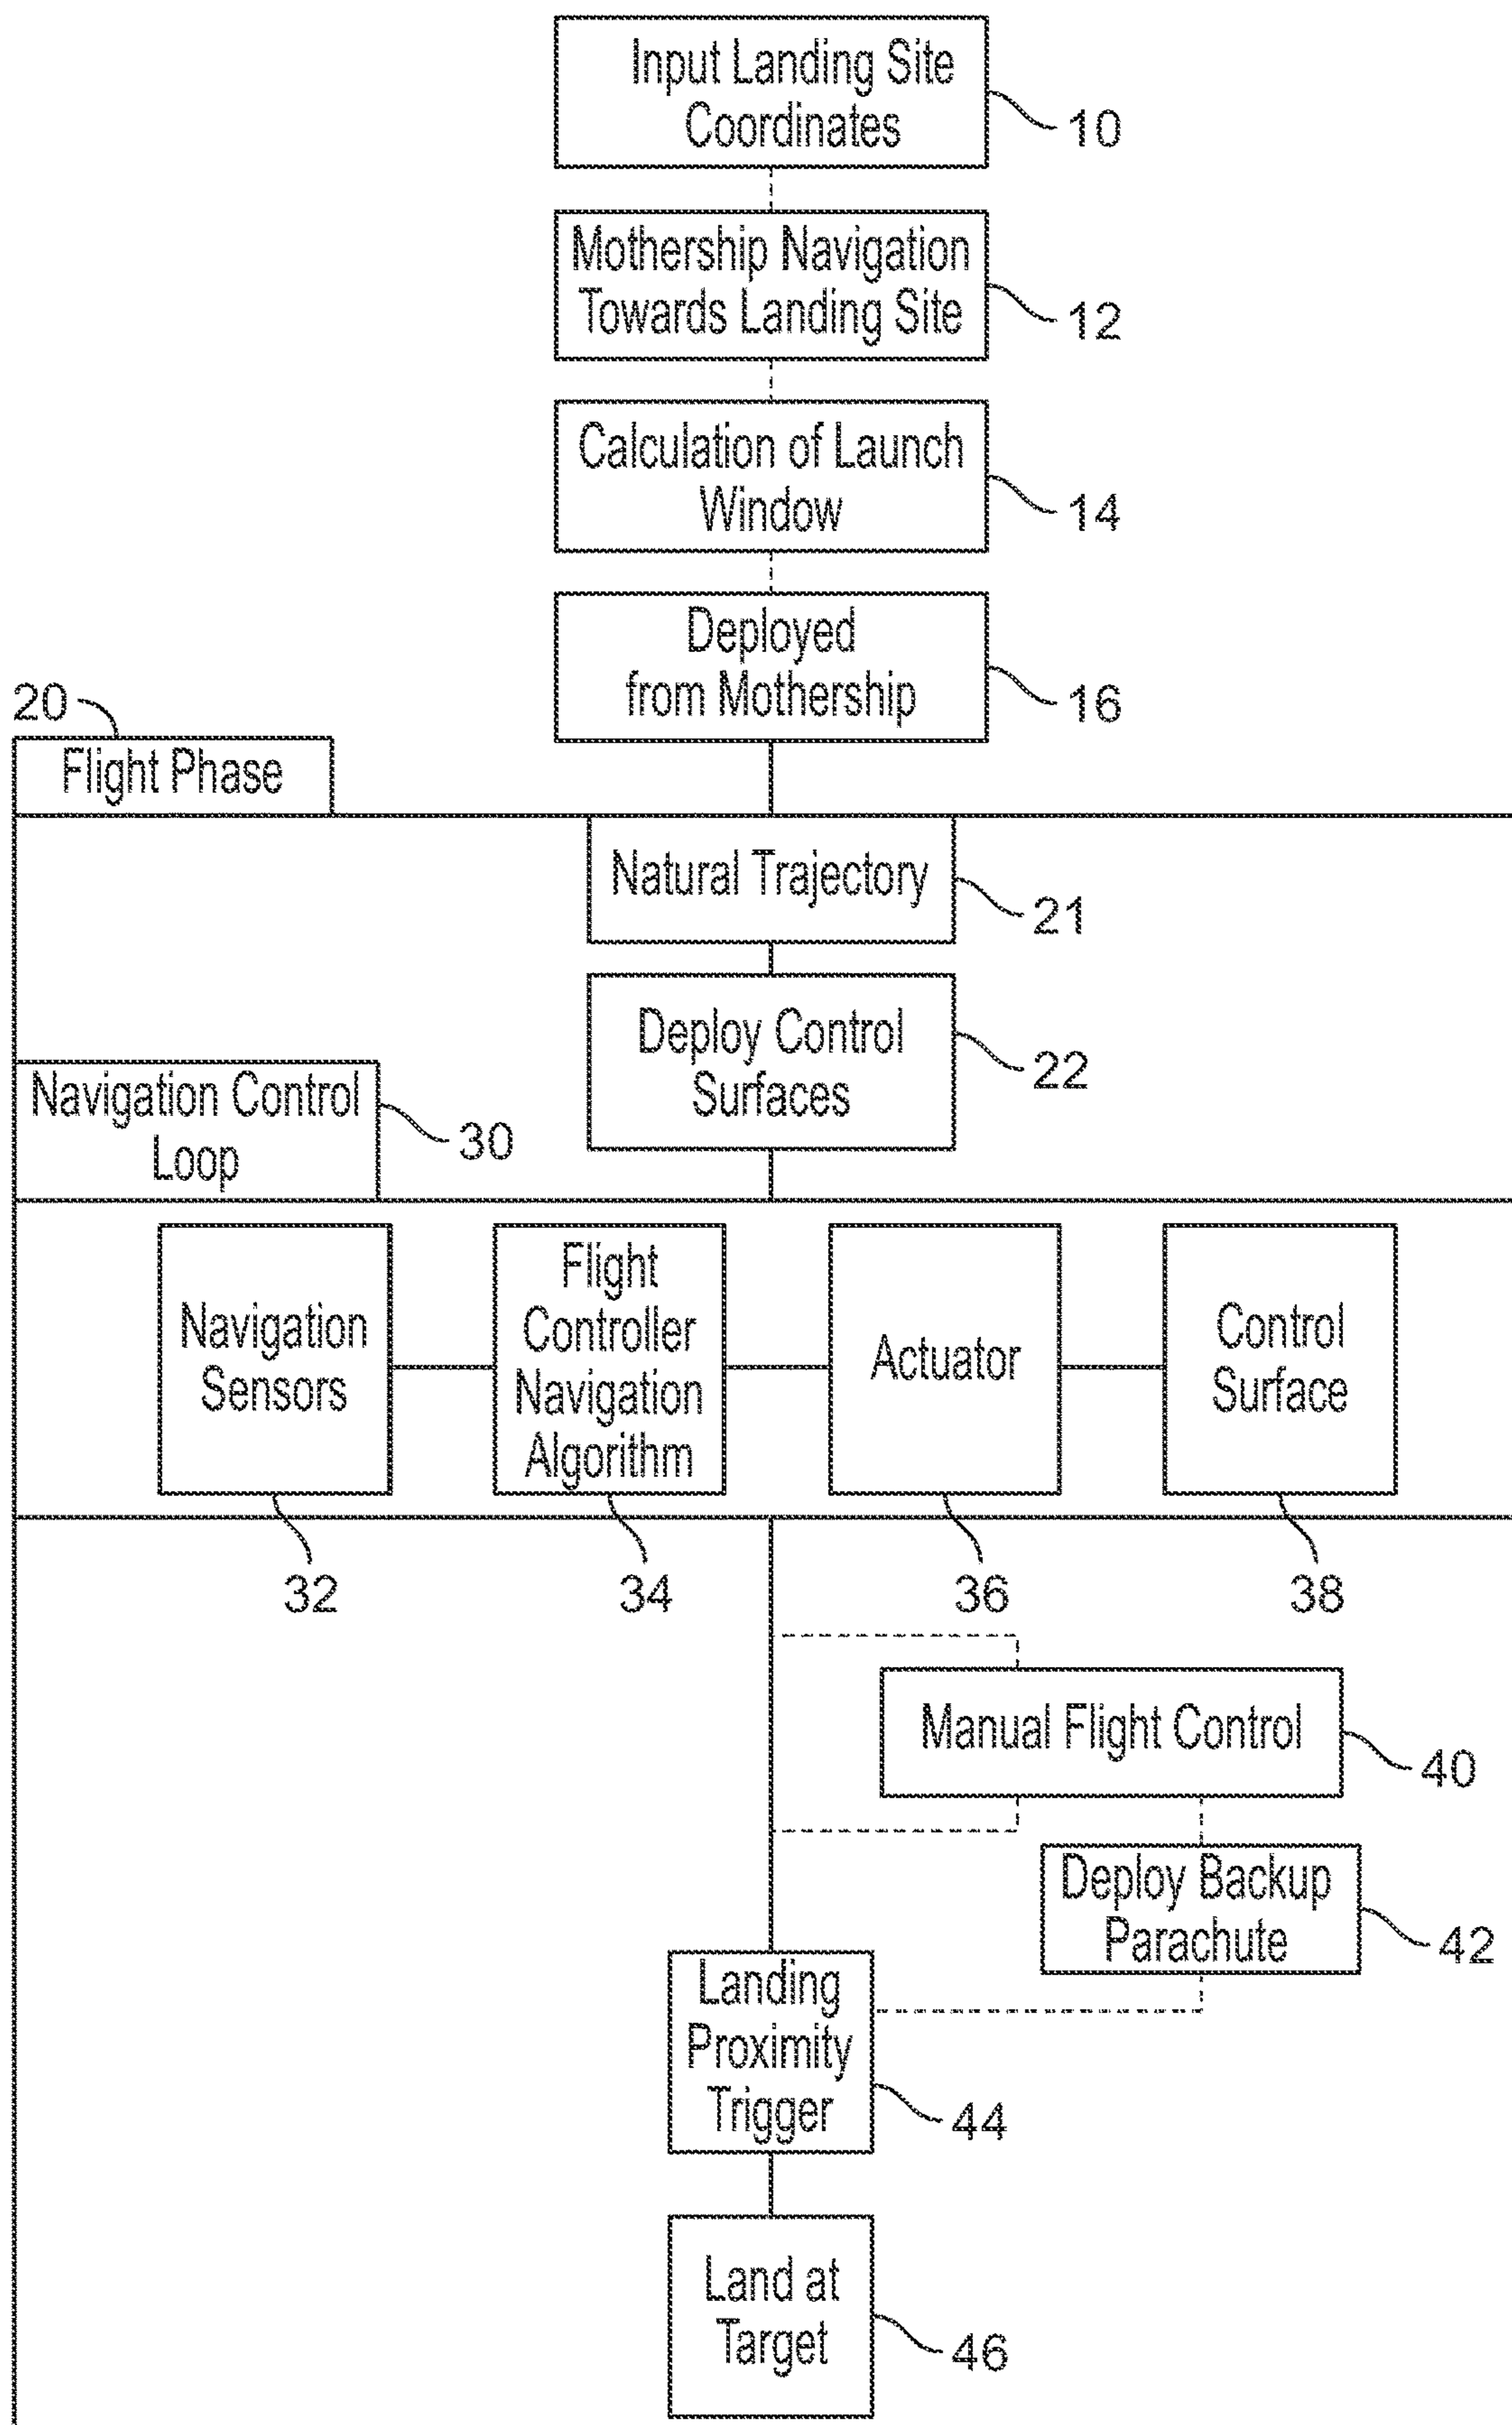 Input Landing Site
Coordinates
10
Mothership Navigation
Towards Landing Site
12
Calculation of Launch
Window
14
Deployed
from Mothership
16
20
Flight Phase
Natural Trajectory
21
Deploy Control
Surfaces
22
Navigation Control
Loop
30
Navigation
Sensors
32
Flight
Controller
Navigation
Algorithm
34
Actuator
36
Control
Surface
38
Manual Flight Control
40
Deploy Backup
Parachute
42
Landing
Proximity
Trigger
44
Land at
Target
46